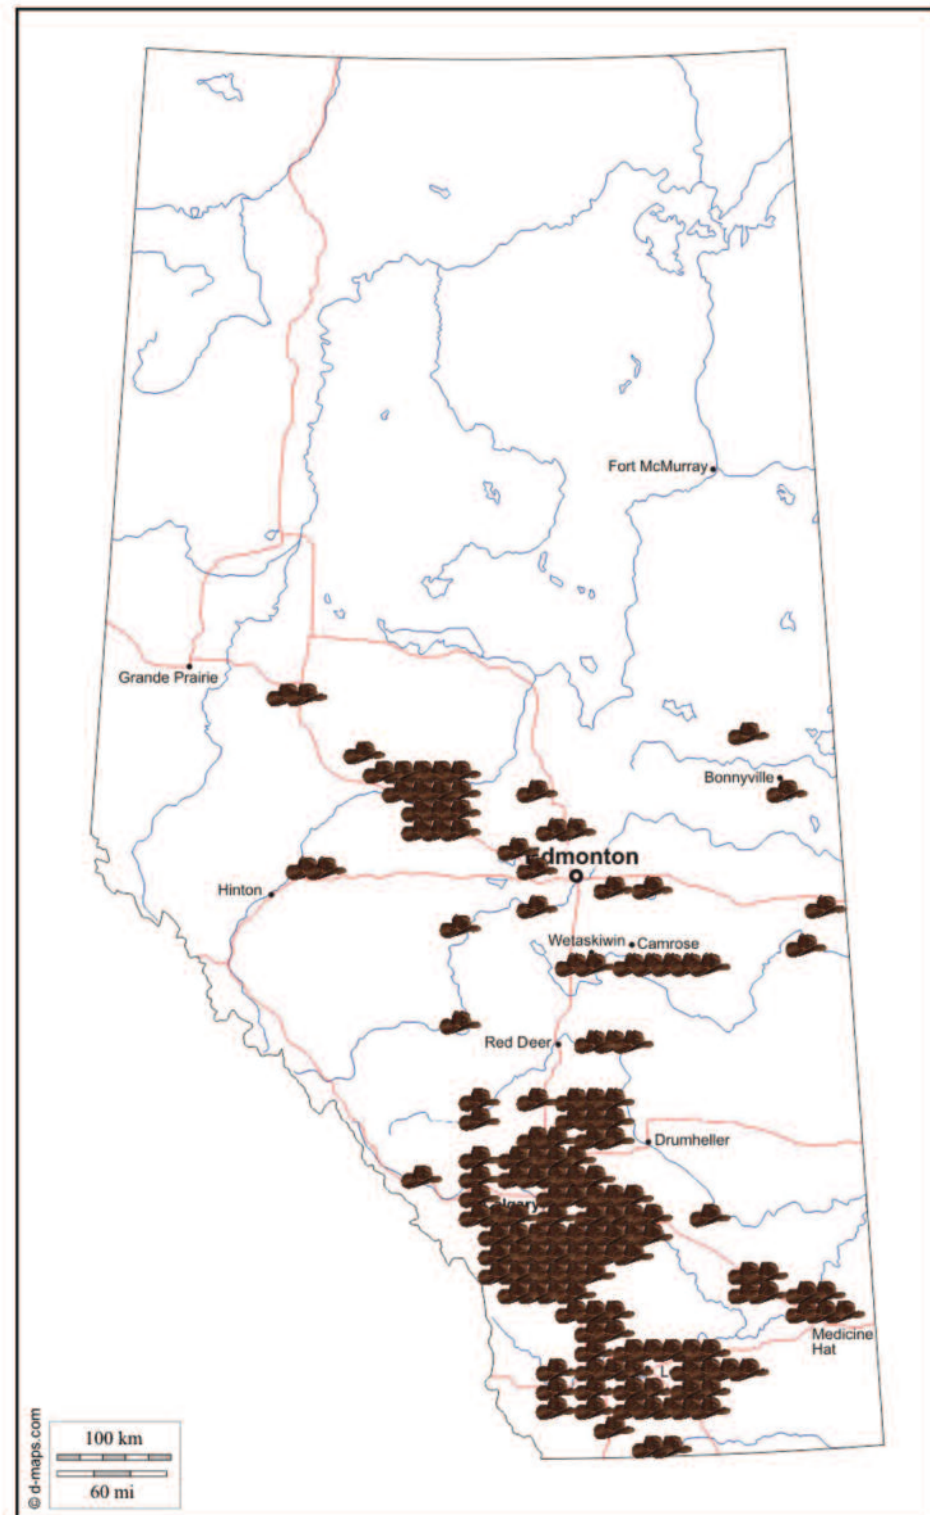 Fort McMurray
Grande Prairie
Bonnyville
Edmonton
Hinton
Wetaskiwin
Camrose
Red Deer
Drumheller
Medicine
Hat
100 km
60 mi
© d-maps.com